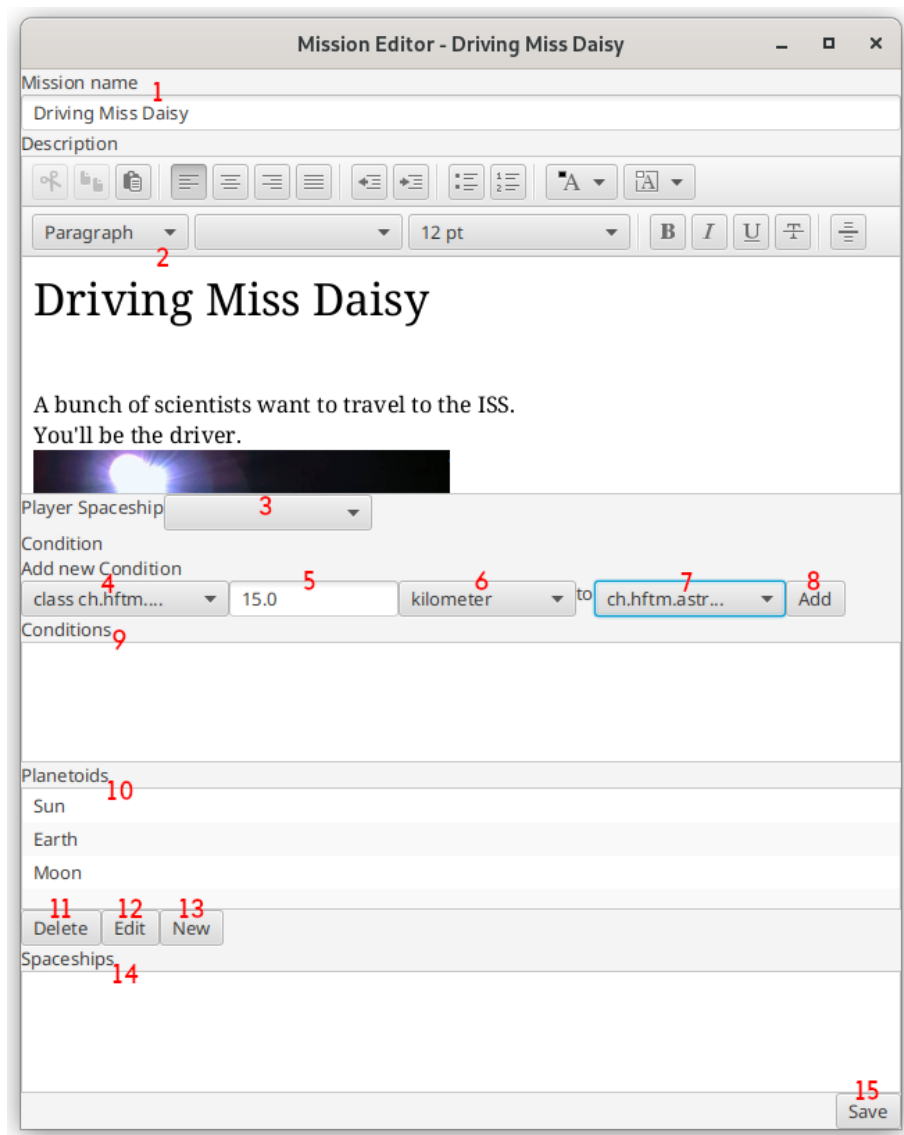 Mission Editor - Driving Miss Daisy
Mission name 1
Driving Miss Daisy
Description
A A
Paragraph 12 pt B I U T
2
Driving Miss Daisy
A bunch of scientists want to travel to the ISS.
You'll be the driver.
Player Spaceship 3
Condition
Add new Condition
4 5 6 7 8
class ch.hftm.... 15.0 kilometer to ch.hftm.astr... Add
Conditions 9
Planetoids 10
Sun
Earth
Moon
11 12 13
Delete Edit New
Spaceships 14
15
Save